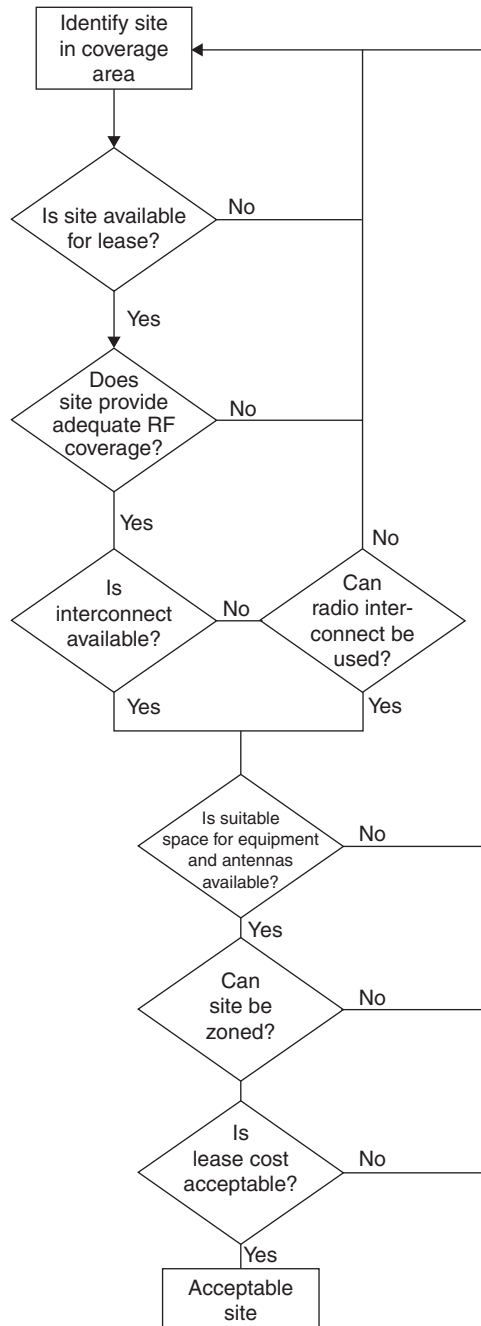 Identify site
in coverage
area
Is site available
for lease?
No
Yes
Does
site provide
adequate RF
coverage?
No
Yes
No
Is
interconnect
available?
No
Can
radio inter-
connect be
used?
Yes
Yes
Is suitable
space for equipment
and antennas
available?
No
Yes
Can
site be
zoned?
No
Is
lease cost
acceptable?
No
Yes
Acceptable
site